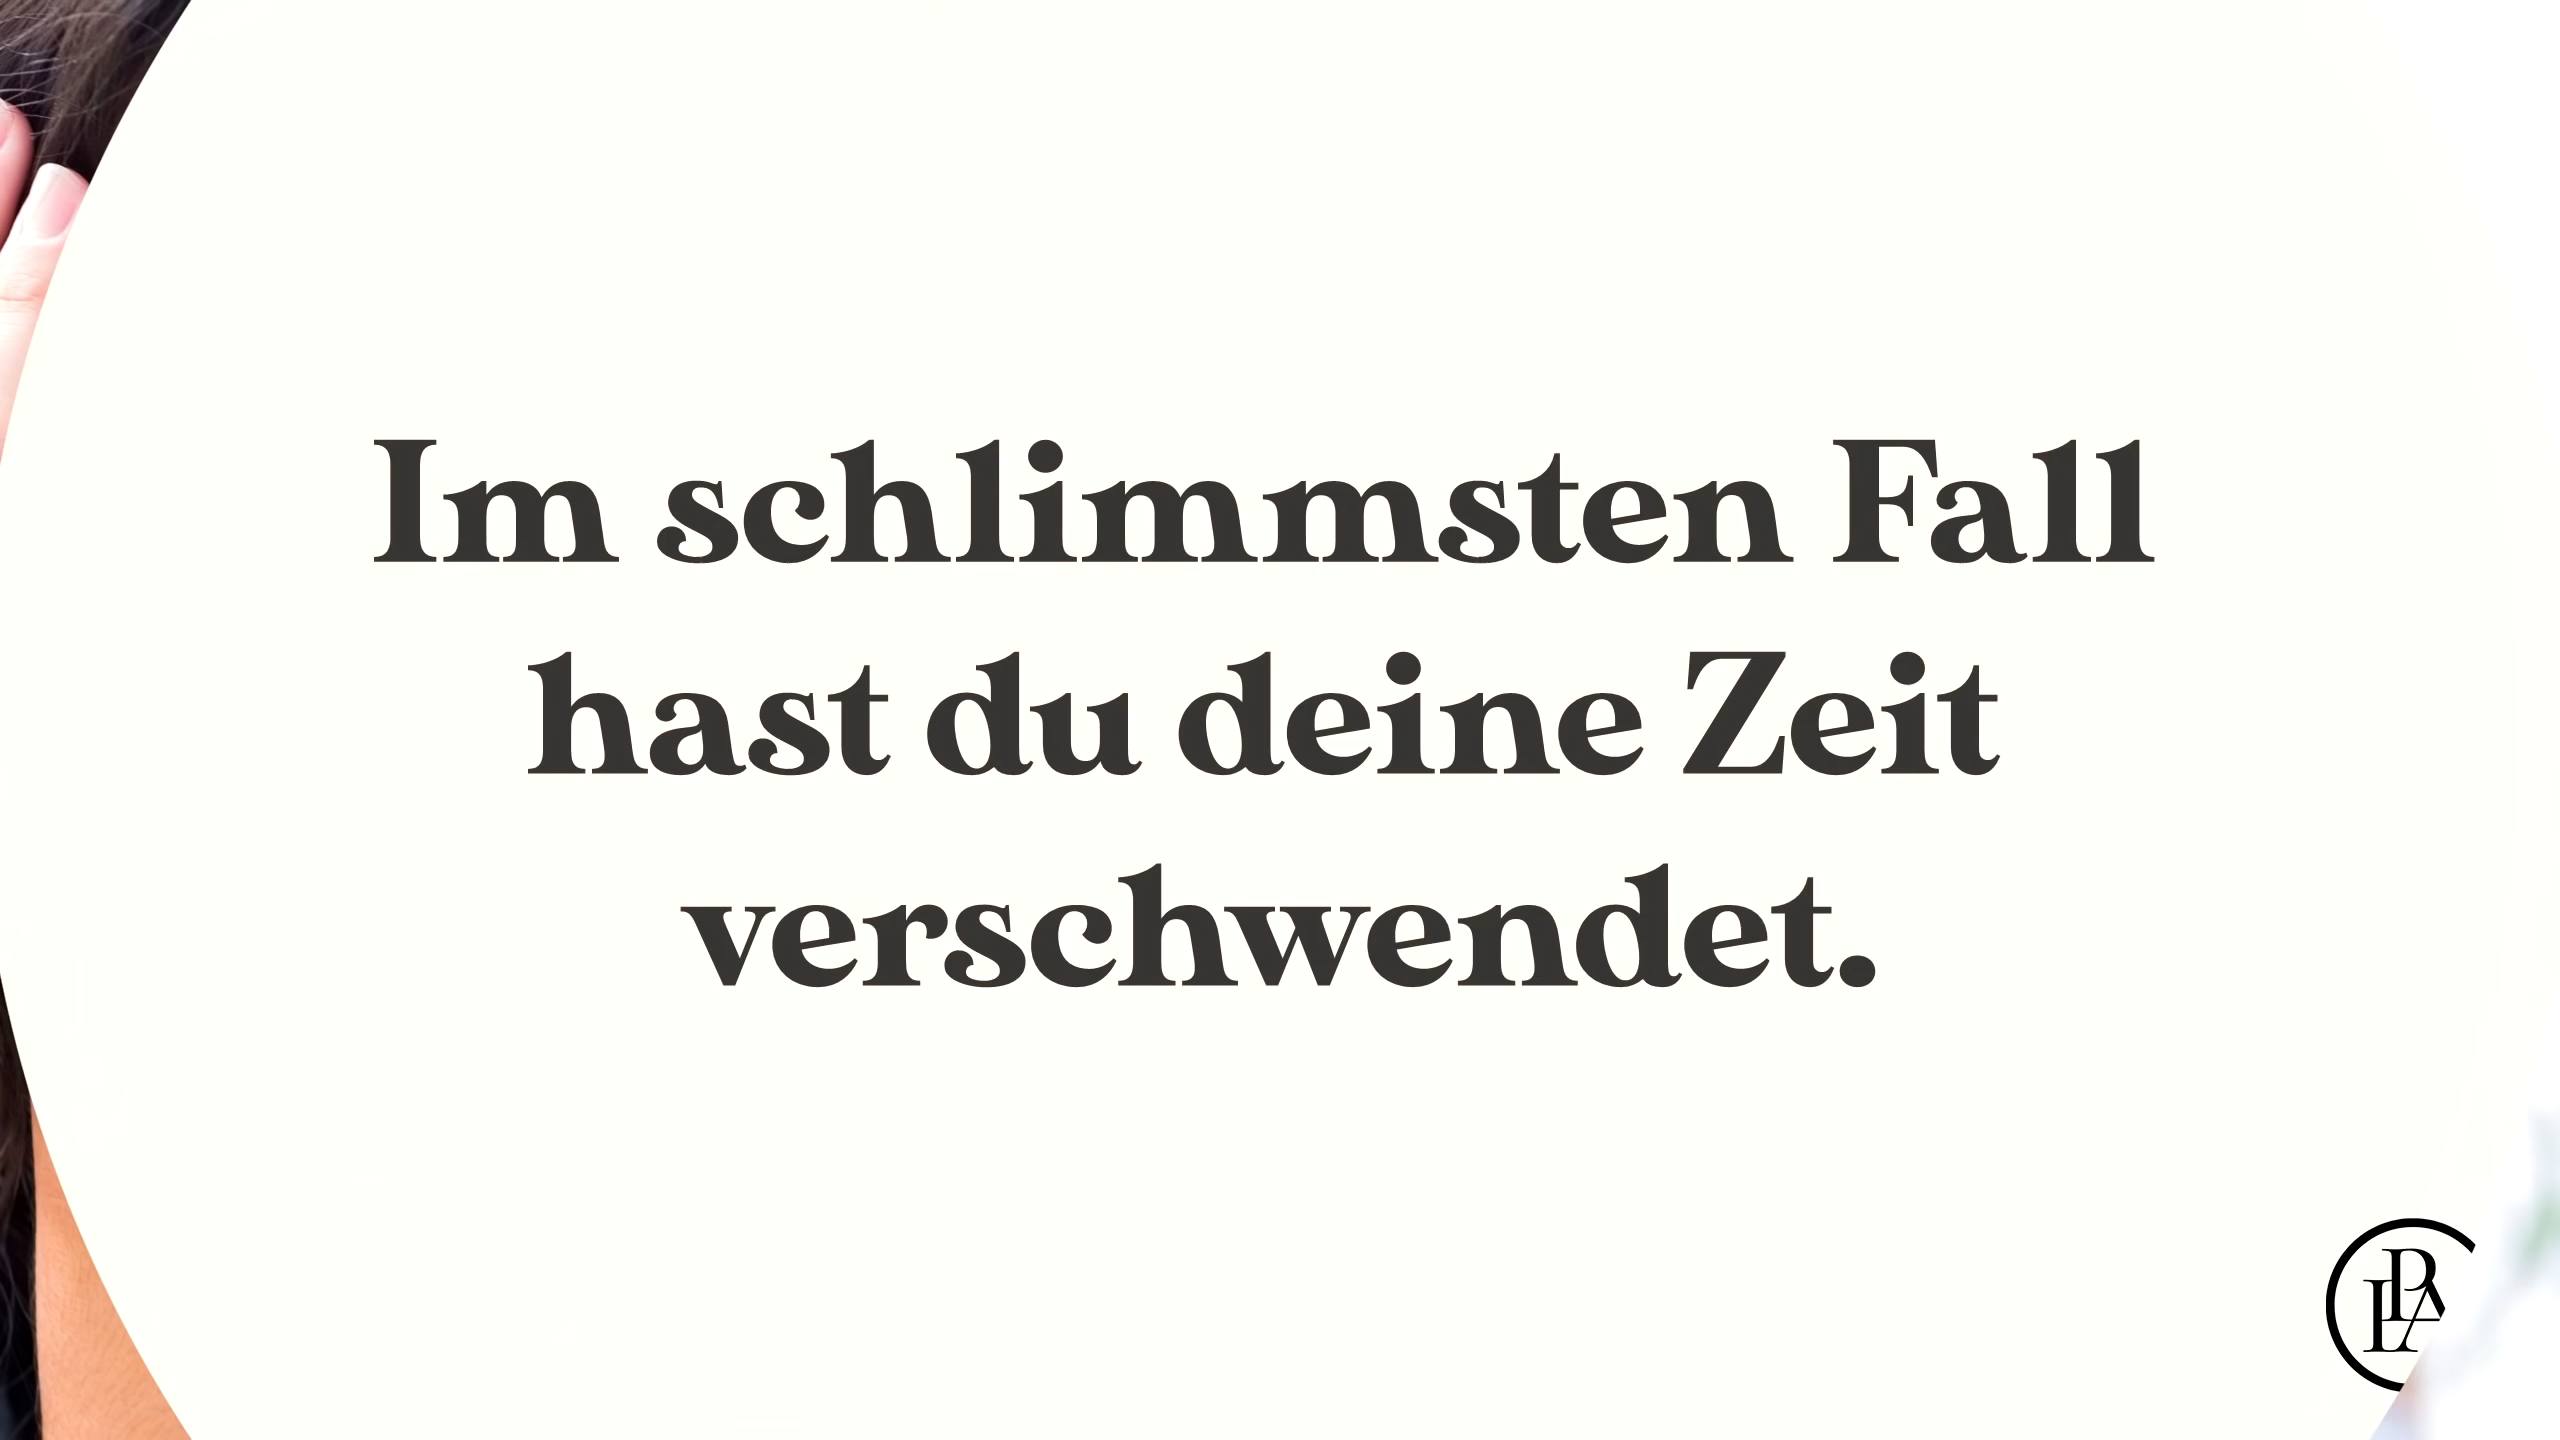 Im schlimmsten Fall
hast du deine Zeit
verschwendet.